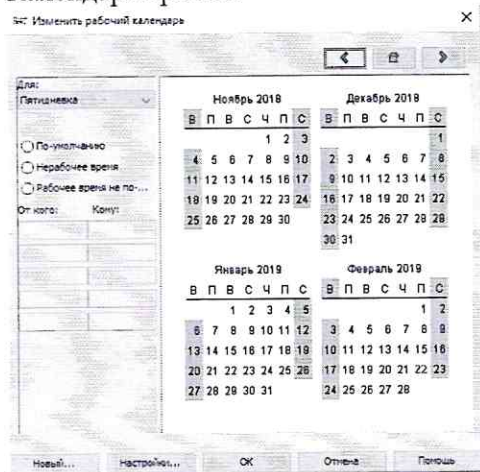 Изменить рабочий календарь
Для:
Пятидневка
По-умолчанию
Нерабочее время
Рабочее время не по-...
От кого: Кому:
Ноябрь 2018
В П В С Ч П С
1 2 3
4 5 6 7 8 9 10
11 12 13 14 15 16 17
18 19 20 21 22 23 24
25 26 27 28 29 30
Декабрь 2018
В П В С Ч П С
1
2 3 4 5 6 7 8
9 10 11 12 13 14 15
16 17 18 19 20 21 22
23 24 25 26 27 28 29
30 31
Январь 2019
В П В С Ч П С
1 2 3 4 5
6 7 8 9 10 11 12
13 14 15 16 17 18 19
20 21 22 23 24 25 26
27 28 29 30 31
Февраль 2019
В П В С Ч П С
1 2
3 4 5 6 7 8 9
10 11 12 13 14 15 16
17 18 19 20 21 22 23
24 25 26 27 28
Новый... Настройки... ОК Отмена Помощь